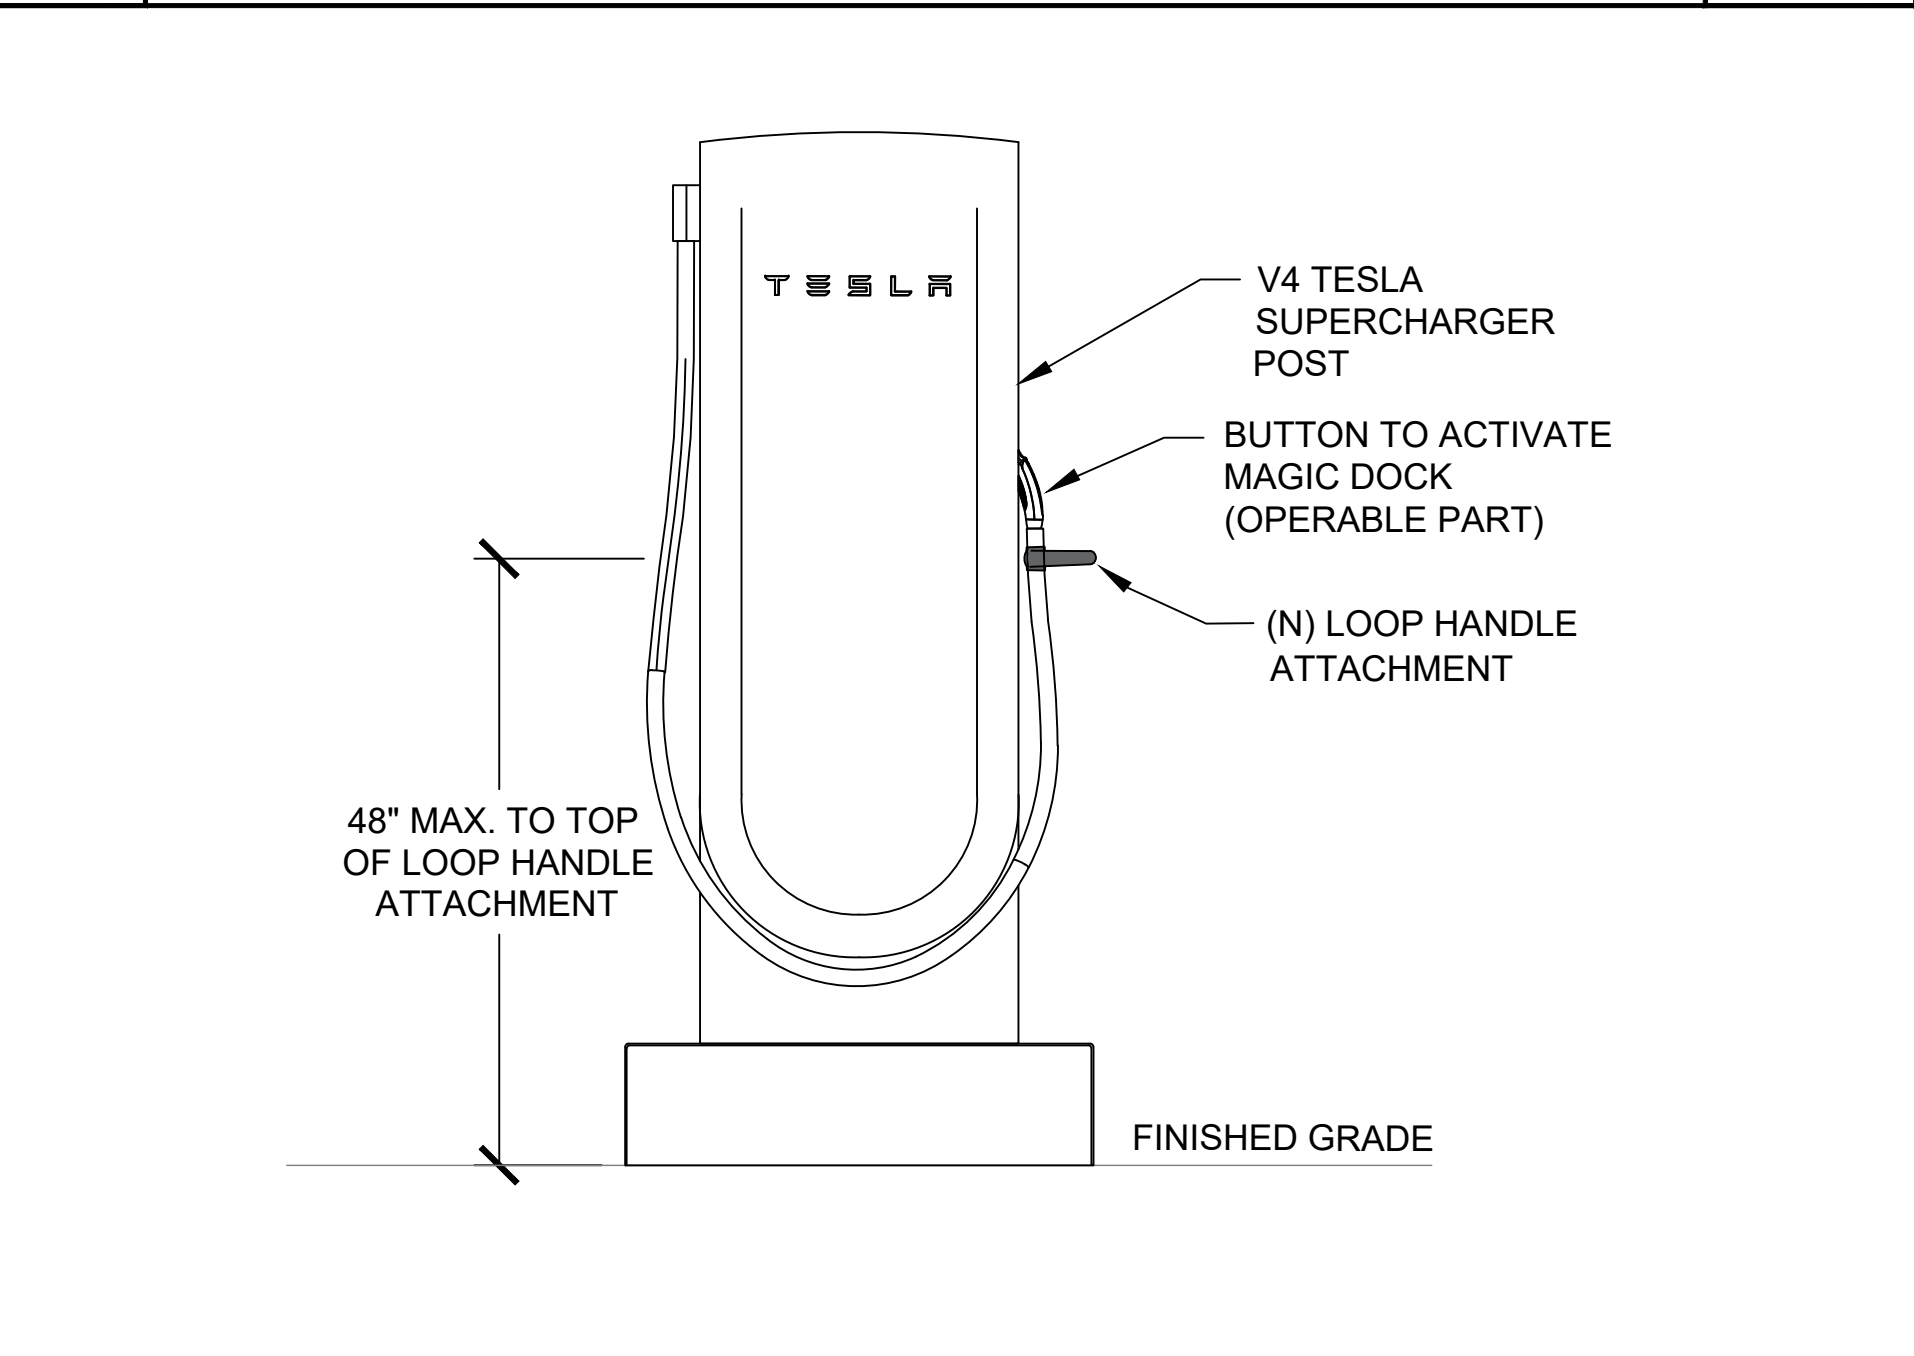 TESLA
V4 TESLA
SUPERCHARGER
POST
BUTTON TO ACTIVATE
MAGIC DOCK
(OPERABLE PART)
(N) LOOP HANDLE
ATTACHMENT
48" MAX. TO TOP
OF LOOP HANDLE
ATTACHMENT
FINISHED GRADE